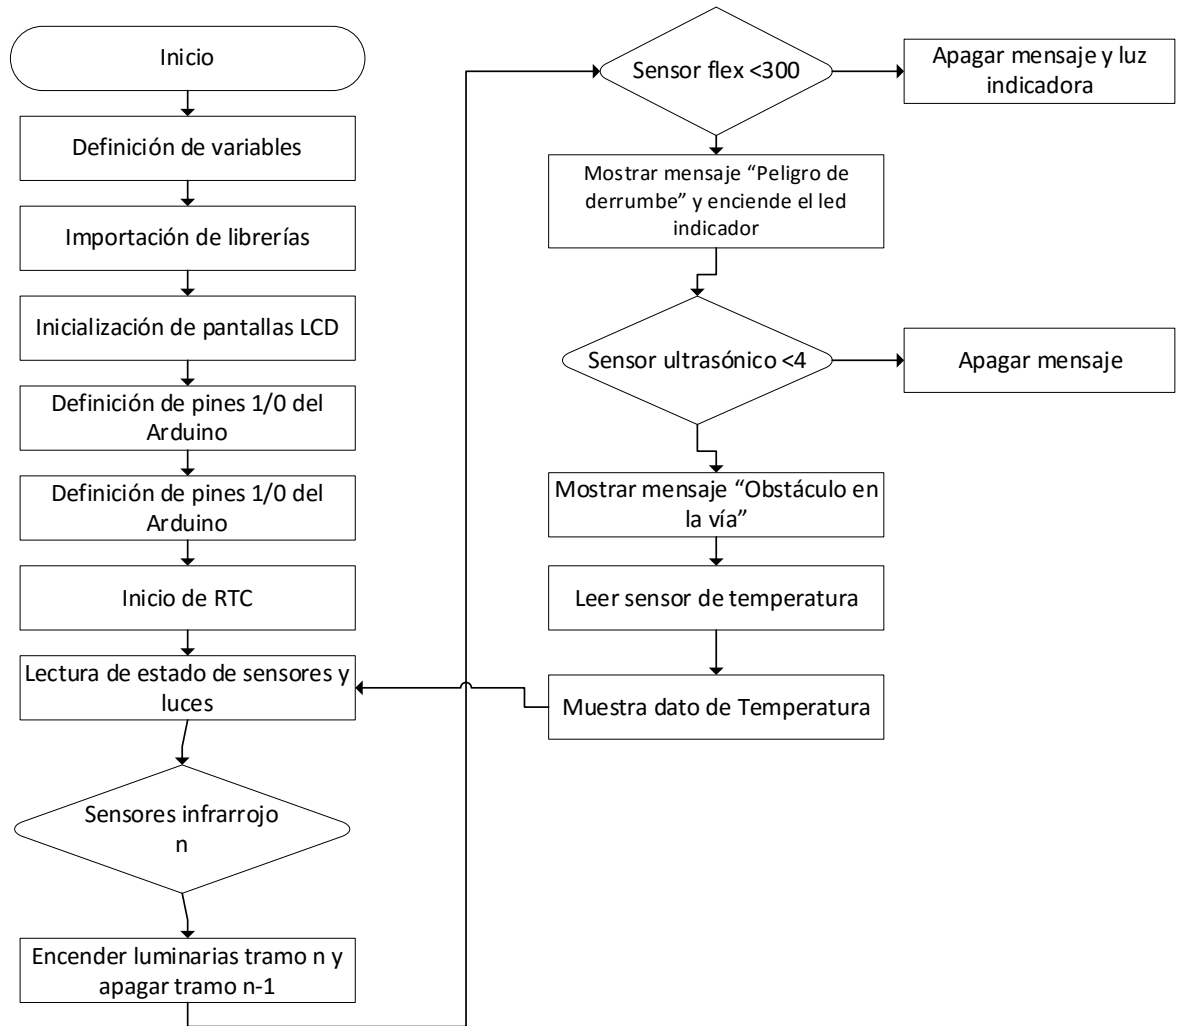 Inicio
Definición de variables
Importación de librerías
Inicialización de pantallas LCD
Definición de pines 1/0 del
Arduino
Definición de pines 1/0 del
Arduino
Inicio de RTC
Lectura de estado de sensores y
luces
Sensores infrarrojo
n
Encender luminarias tramo n y
apagar tramo n-1
Sensor flex <300
Apagar mensaje y luz
indicadora
Mostrar mensaje “Peligro de
derrumbe” y enciende el led
indicador
Sensor ultrasónico <4
Apagar mensaje
Mostrar mensaje “Obstáculo en
la vía”
Leer sensor de temperatura
Muestra dato de Temperatura